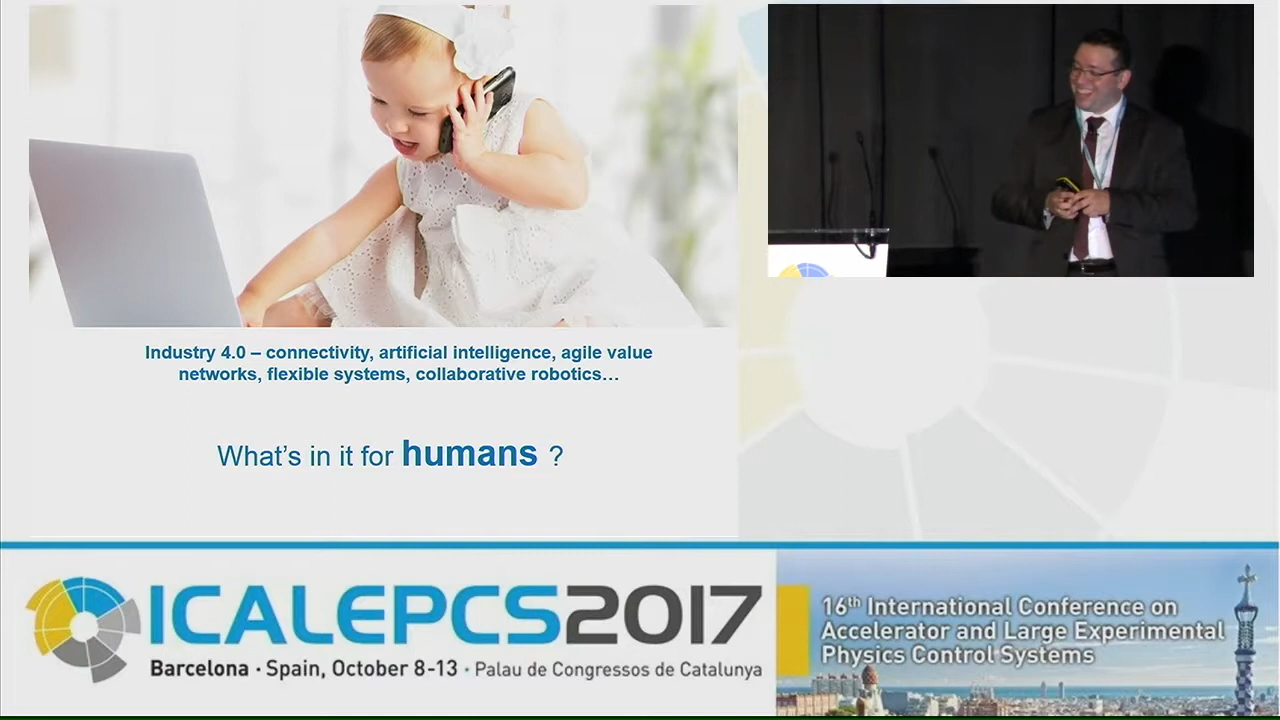 Industry 4.0 – connectivity, artificial intelligence, agile value
networks, flexible systems, collaborative robotics…
What's in it for humans ?
ICALEPCS2017
Barcelona · Spain, October 8-13 · Palau de Congressos de Catalunya
16th International Conference on
Accelerator and Large Experimental
Physics Control Systems